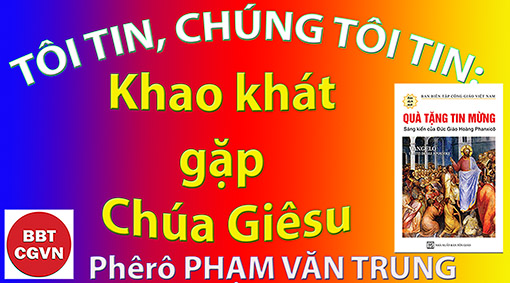 TÔI TIN, CHÚNG TÔI TIN:
Khao khát
gặp
Chúa Giêsu
BAN BIÊN TẬP CÔNG GIÁO VIỆT NAM
QUÀ TẶNG TIN MỪNG
Sáng kiến của Đức Giáo Hoàng Phanxicô
BBT
CGVN
Phêrô PHẠM VĂN TRUNG